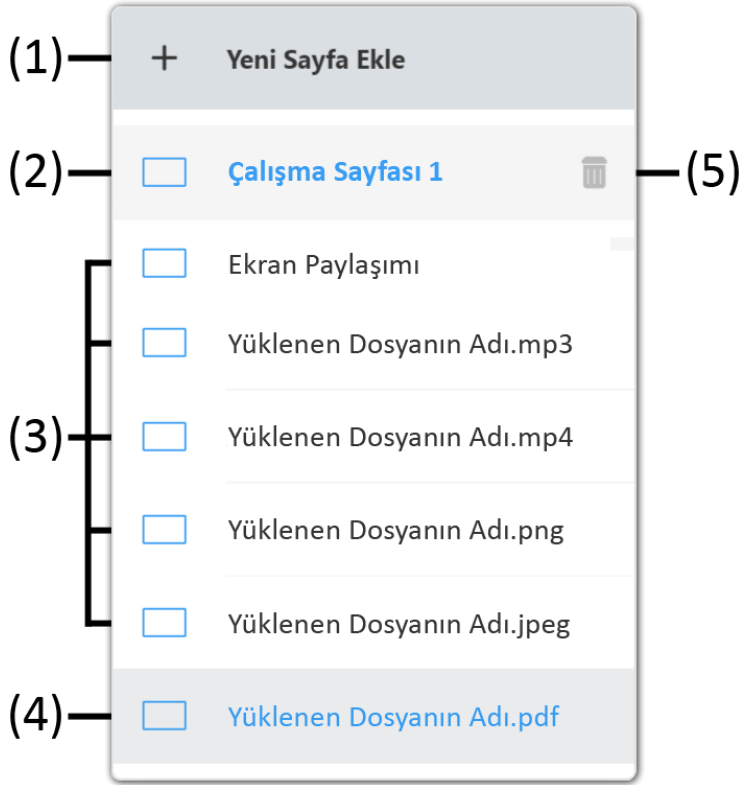 (1) + Yeni Sayfa Ekle
(2) Çalışma Sayfası 1 (5)
Ekran Paylaşımı
Yüklenen Dosyanın Adı.mp3
(3) Yüklenen Dosyanın Adı.mp4
Yüklenen Dosyanın Adı.png
Yüklenen Dosyanın Adı.jpeg
(4) Yüklenen Dosyanın Adı.pdf